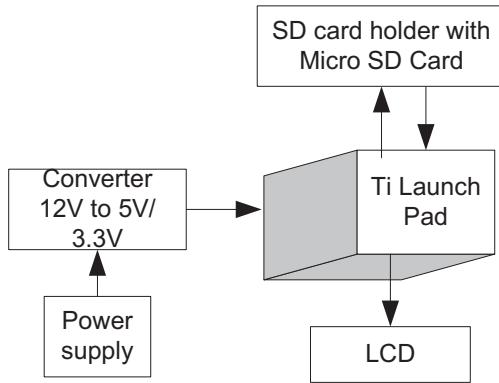 SD card holder with
Micro SD Card
Ti Launch
Pad
Converter
12V to 5V/
3.3V
Power
supply
LCD